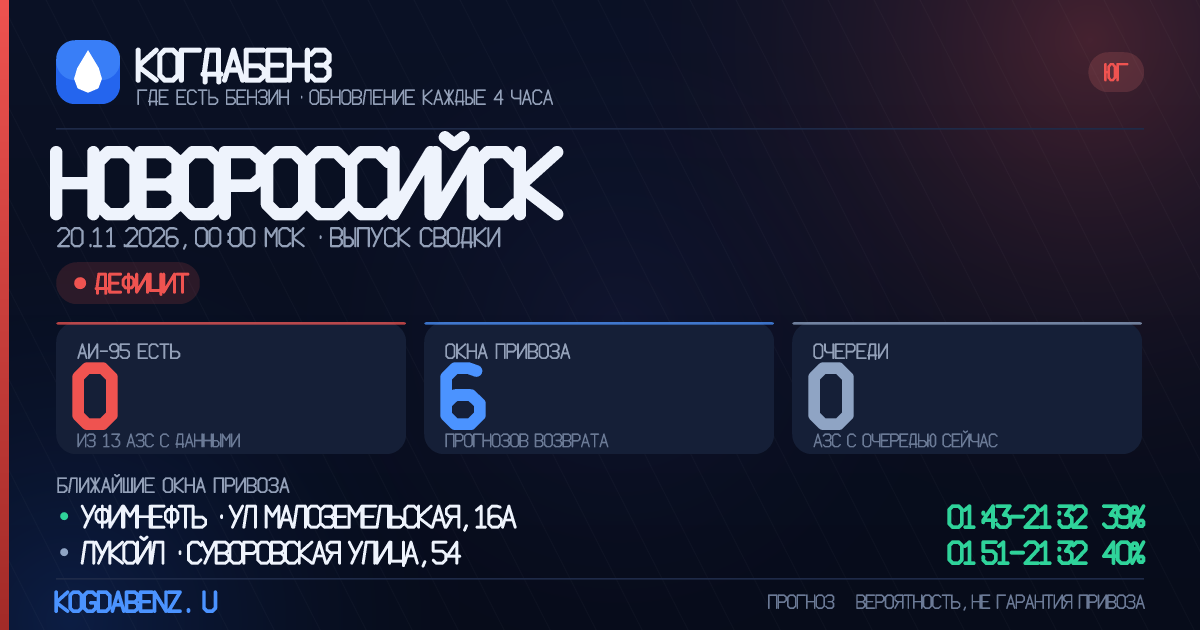 КОГДАБЕНЗ
ГДЕ ЕСТЬ БЕНЗИН · ОБНОВЛЕНИЕ КАЖДЫЕ 4 ЧАСА
ЮГ
НОВОРОССИЙСК
20.11.2026, 00:00 МСК · ВЫПУСК СВОДКИ
ДЕФИЦИТ
АИ-95 ЕСТЬ
0
ИЗ 13 АЗС С ДАННЫМИ
ОКНА ПРИВОЗА
6
ПРОГНОЗОВ ВОЗВРАТА
ОЧЕРЕДИ
0
АЗС С ОЧЕРЕДЬЮ СЕЙЧАС
БЛИЖАЙШИЕ ОКНА ПРИВОЗА
УФИМНЕФТЬ · УЛ МАЛОЗЕМЕЛЬСКАЯ, 16А 01:43–21:32 39%
ЛУКОЙЛ · СУВОРОВСКАЯ УЛИЦА, 54 01:51–21:32 40%
KOGDABENZ. U
ПРОГНОЗ ВЕРОЯТНОСТЬ, НЕ ГАРАНТИЯ ПРИВОЗА